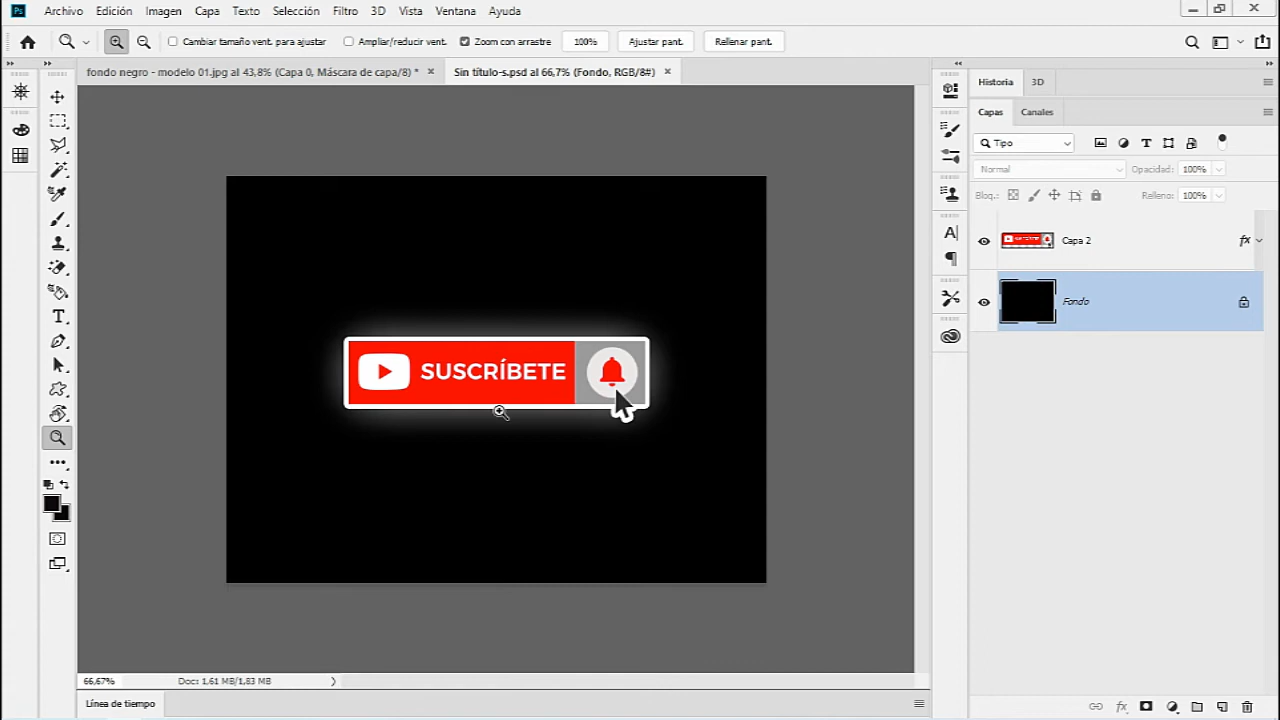 Ps Archivo Edición Imagen Capa Texto Selección Filtro 3D Vista Ventana Ayuda
Cambiar tamaño vent. p. ajustar Ampliar/reducir ve Zoom con arrastre 100% Ajustar pant. Rellenar pant.
fondo negro - modelo 01.jpg al 43,8% (Capa 0, Máscara de capa/8) * × Sin título-s.psd al 66,7% (Fondo, RGB/8#) ×
Historia 3D
Capas Canales
Tipo
Normal Opacidad: 100%
Bloq.: Relleno: 100%
Capa 2 fx
Fondo
SUSCRÍBETE
66,67% Doc: 1,61 MB/1,83 MB
Línea de tiempo